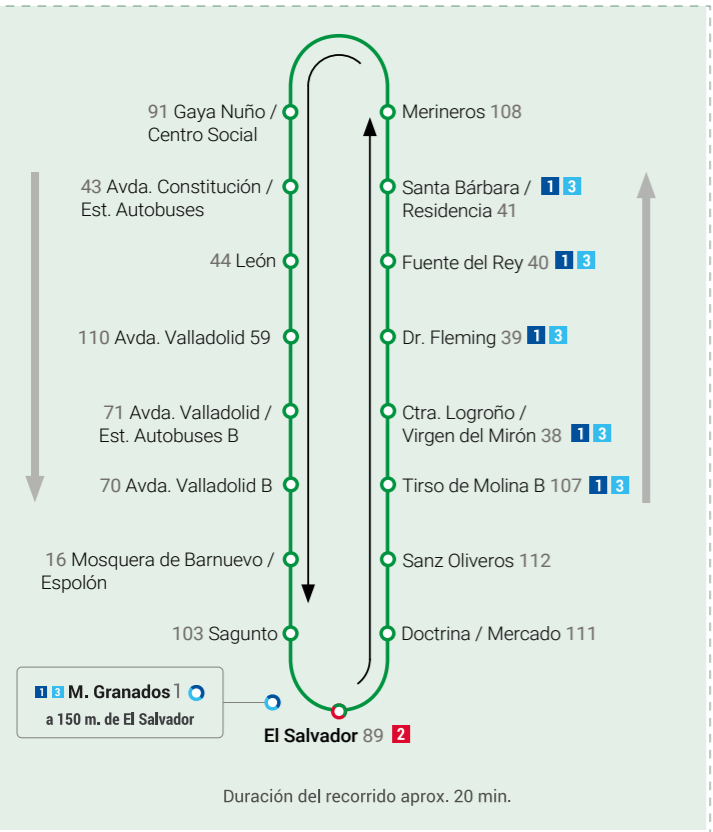 91 Gaya Nuño /
Centro Social
Merineros 108
43 Avda. Constitución /
Est. Autobuses
Santa Bárbara / 1 3
Residencia 41
44 León
Fuente del Rey 40 1 3
110 Avda. Valladolid 59
Dr. Fleming 39 1 3
71 Avda. Valladolid /
Est. Autobuses B
Ctra. Logroño /
Virgen del Mirón 38 1 3
70 Avda. Valladolid B
Tirso de Molina B 107 1 3
16 Mosquera de Barnuevo /
Espolón
Sanz Oliveros 112
103 Sagunto
Doctrina / Mercado 111
1 3 M. Granados 1
a 150 m. de El Salvador
El Salvador 89 2
Duración del recorrido aprox. 20 min.